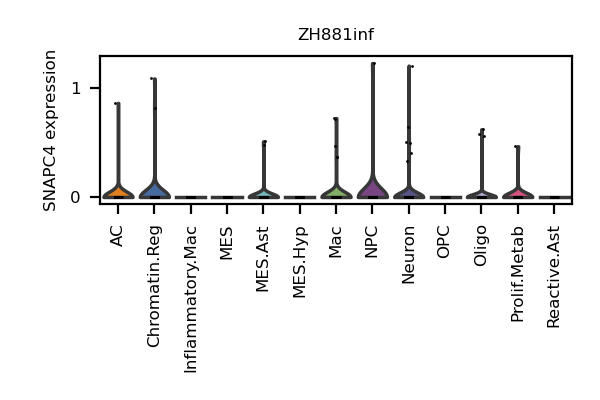 ZH881inf
SNAPC4 expression
1
0
AC
Chromatin.Reg
Inflammatory.Mac
MES
MES.Ast
MES.Hyp
Mac
NPC
Neuron
OPC
Oligo
Prolif.Metab
Reactive.Ast